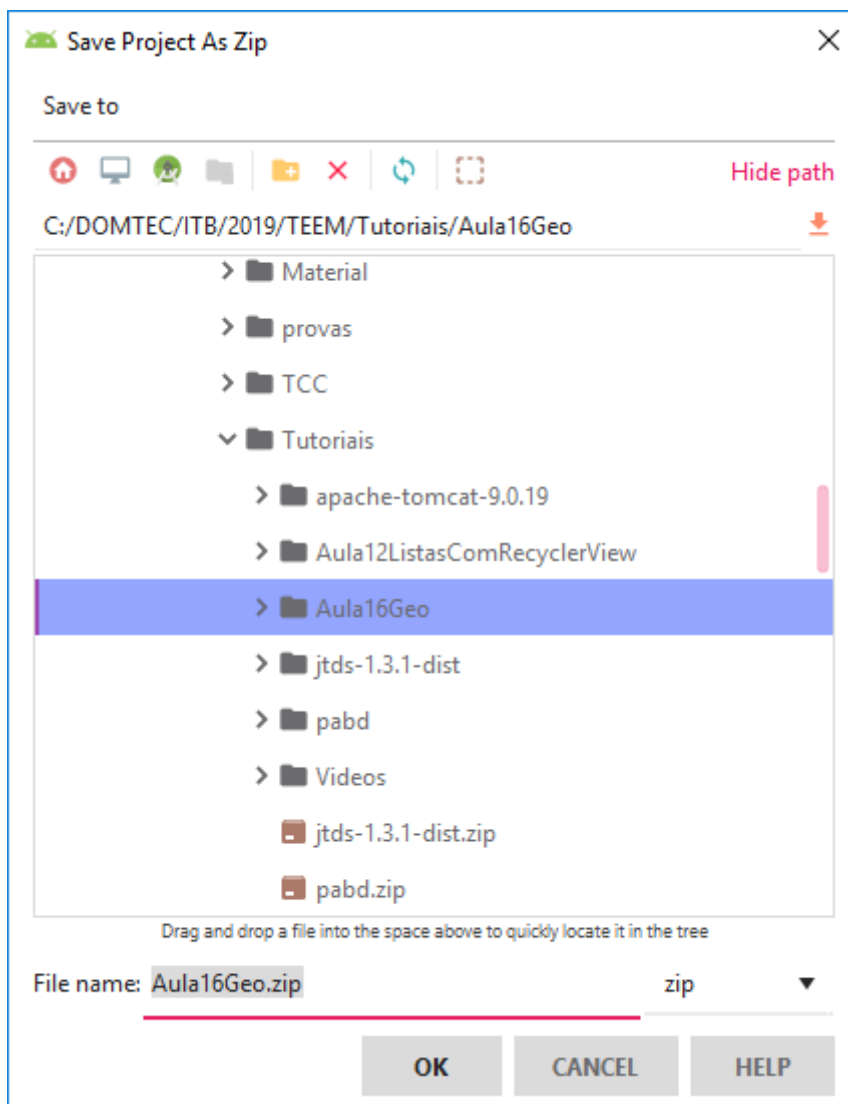 Save Project As Zip
Save to
Hide path
C:/DOMTEC/ITB/2019/TEEM/Tutoriais/Aula16Geo
Material
provas
TCC
Tutoriais
apache-tomcat-9.0.19
Aula12ListasComRecyclerView
Aula16Geo
jtds-1.3.1-dist
pabd
Videos
jtds-1.3.1-dist.zip
pabd.zip
Drag and drop a file into the space above to quickly locate it in the tree
File name: Aula16Geo.zip zip
OK CANCEL HELP